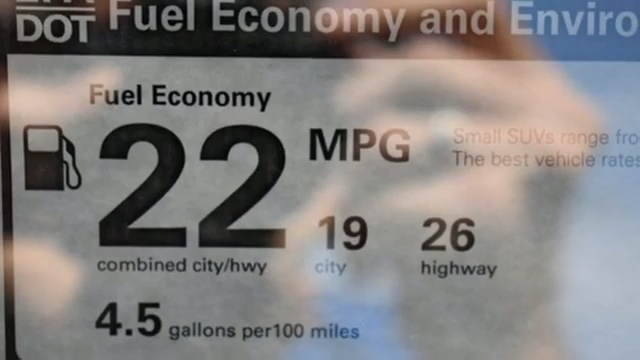 EPA
DOT Fuel Economy and Enviro
Fuel Economy
22 MPG
Small SUVs range fro
The best vehicle rates
19 26
combined city/hwy city highway
4.5 gallons per100 miles